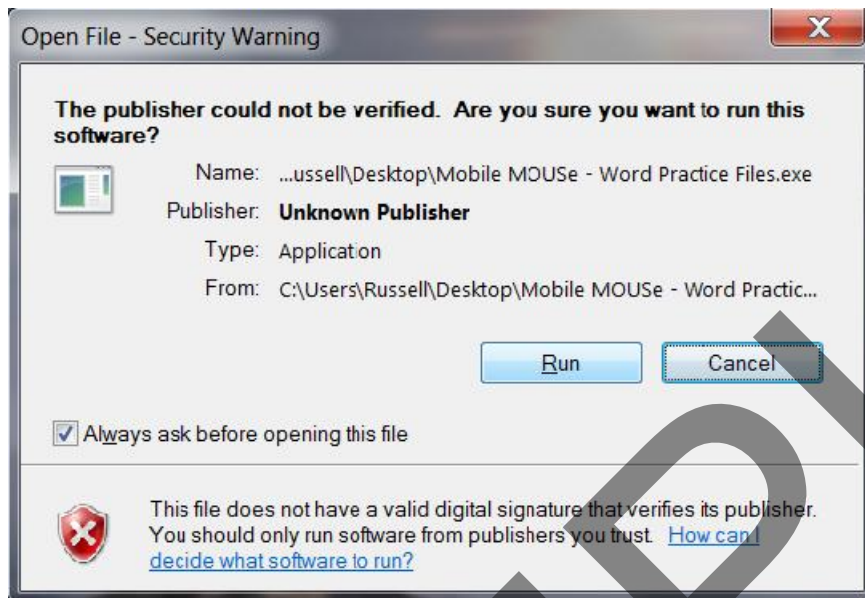 Open File - Security Warning
The publisher could not be verified. Are you sure you want to run this
software?
Name: ...ussell\Desktop\Mobile MOUSe - Word Practice Files.exe
Publisher: Unknown Publisher
Type: Application
From: C:\Users\Russell\Desktop\Mobile MOUSe - Word Practic...
Run Cancel
Always ask before opening this file
This file does not have a valid digital signature that verifies its publisher.
You should only run software from publishers you trust. How can I
decide what software to run?